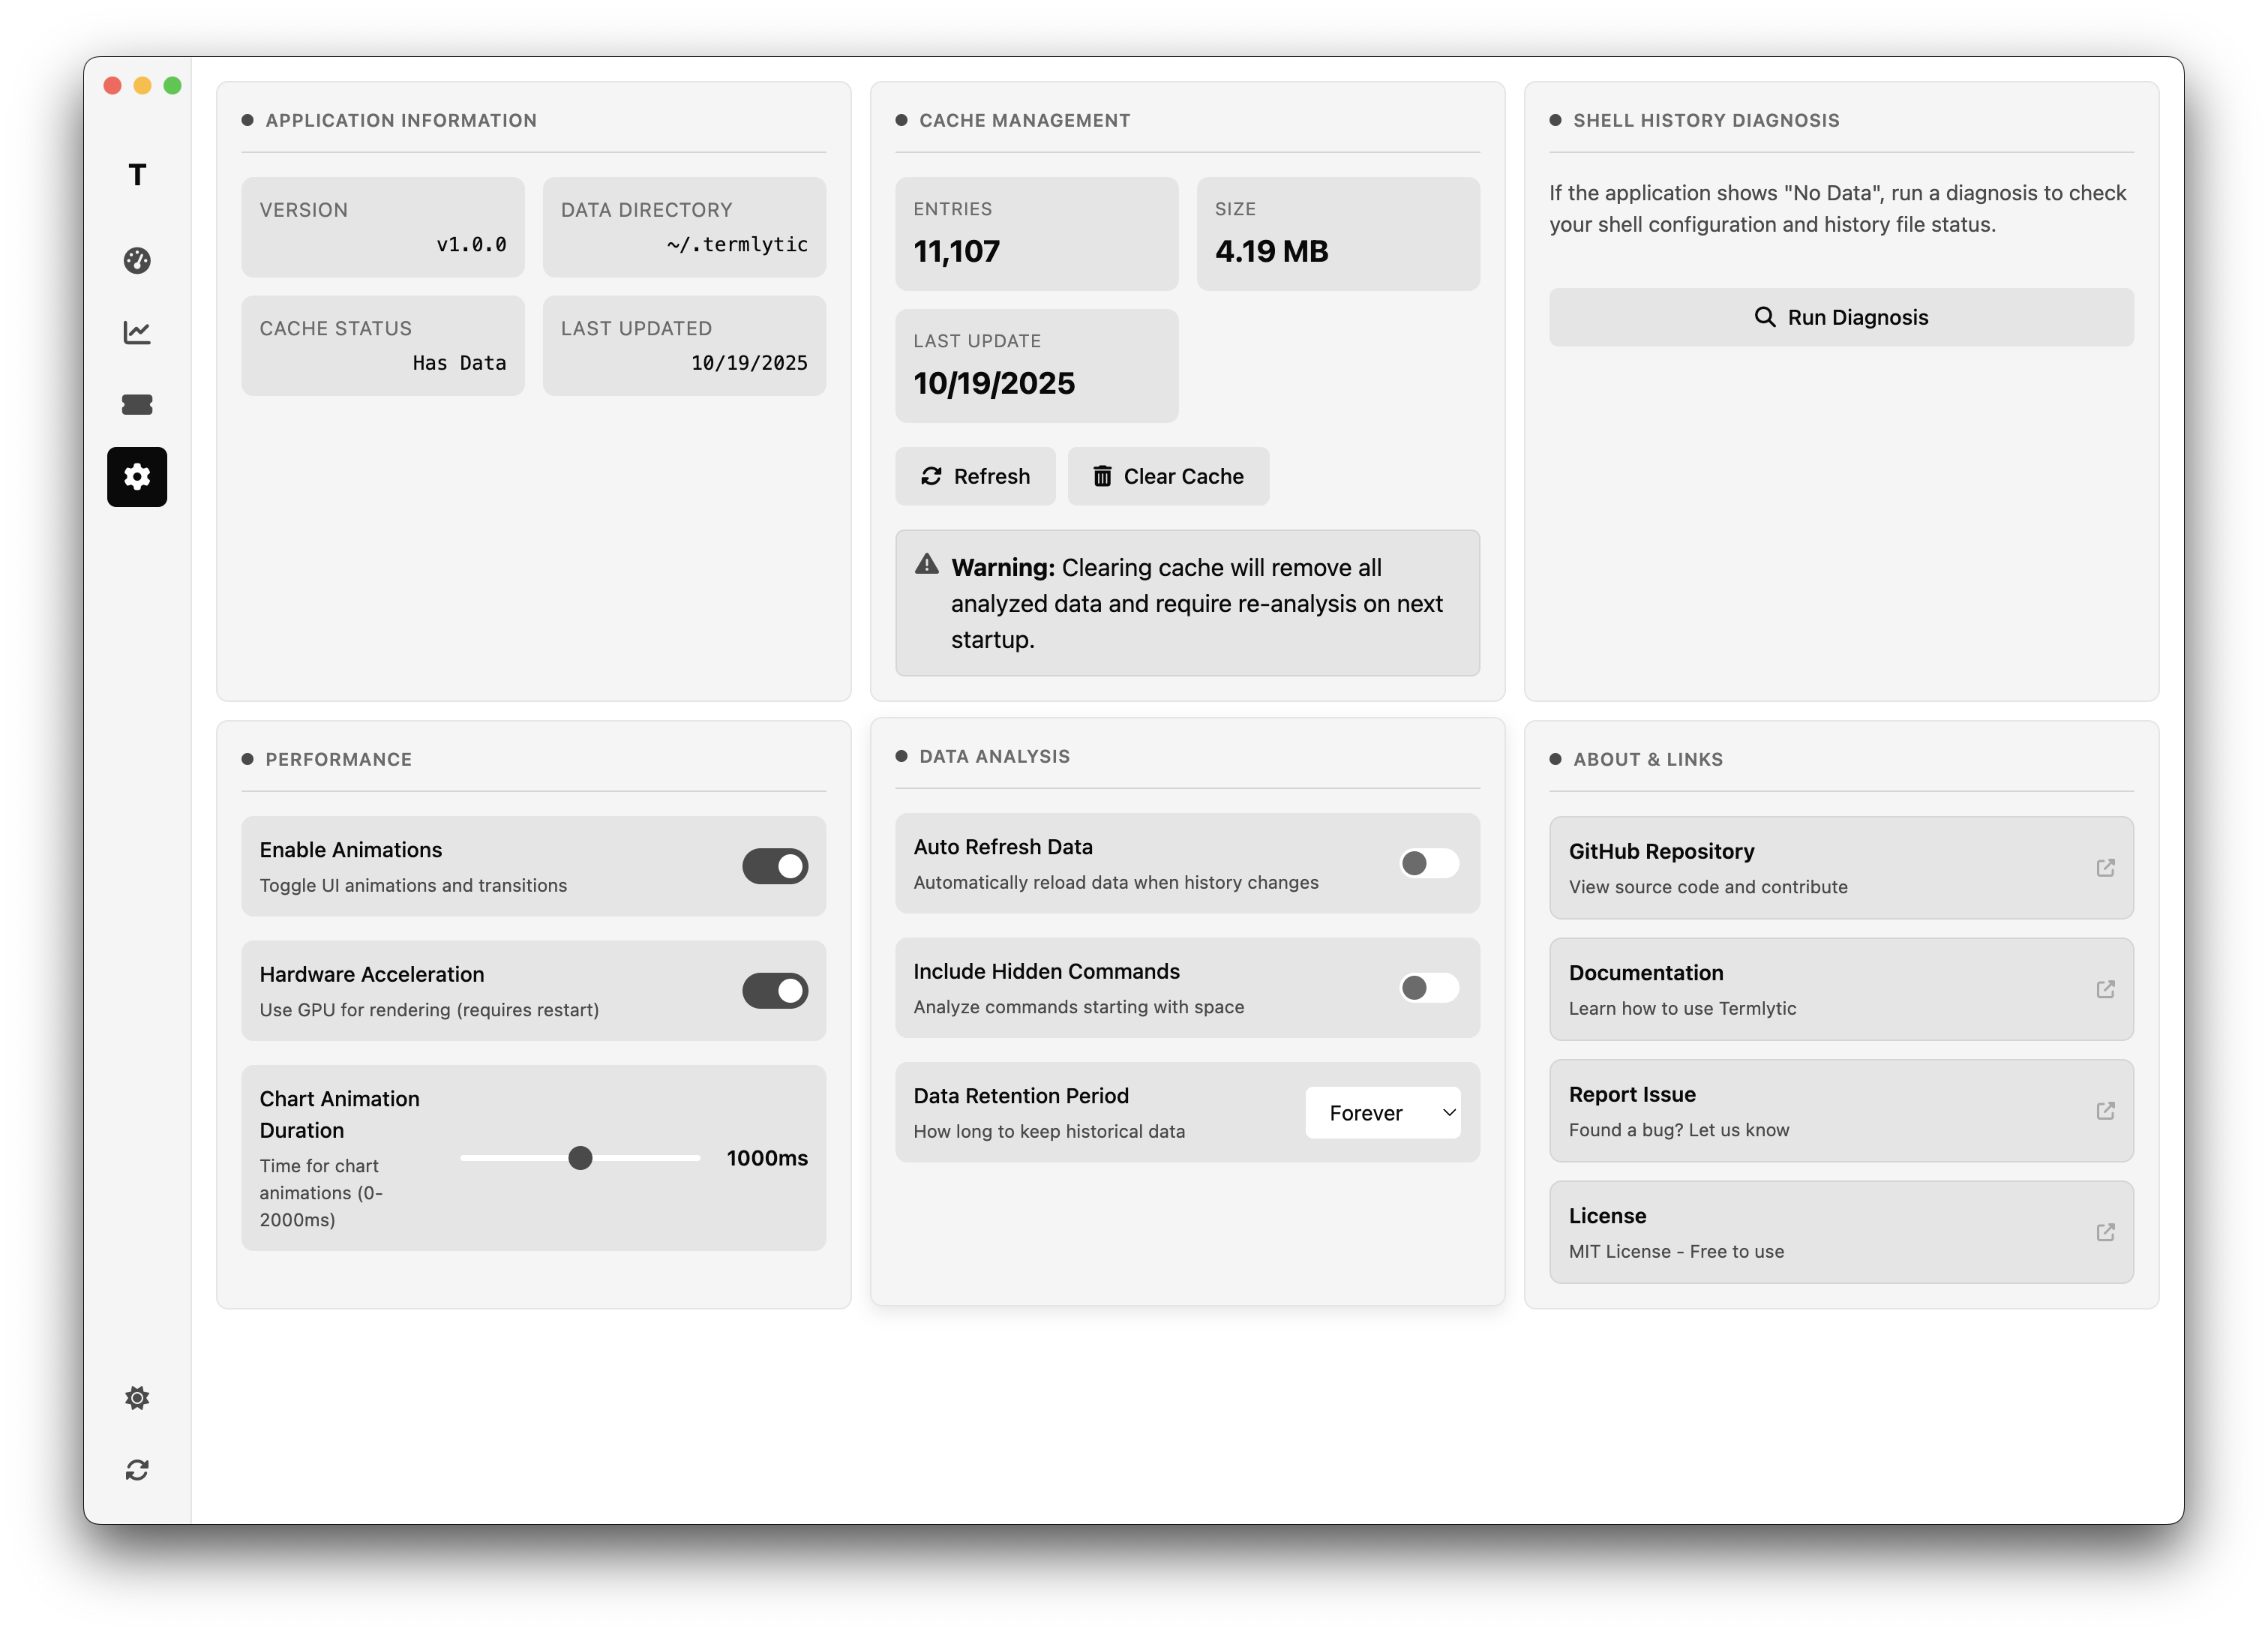 T
APPLICATION INFORMATION
VERSION
v1.0.0
DATA DIRECTORY
~/.termlytic
CACHE STATUS
Has Data
LAST UPDATED
10/19/2025
CACHE MANAGEMENT
ENTRIES
11,107
SIZE
4.19 MB
LAST UPDATE
10/19/2025
Refresh
Clear Cache
Warning: Clearing cache will remove all
analyzed data and require re-analysis on next
startup.
SHELL HISTORY DIAGNOSIS
If the application shows "No Data", run a diagnosis to check
your shell configuration and history file status.
Run Diagnosis
PERFORMANCE
Enable Animations
Toggle UI animations and transitions
Hardware Acceleration
Use GPU for rendering (requires restart)
Chart Animation
Duration
Time for chart
animations (0-
2000ms)
1000ms
DATA ANALYSIS
Auto Refresh Data
Automatically reload data when history changes
Include Hidden Commands
Analyze commands starting with space
Data Retention Period
How long to keep historical data
Forever
ABOUT & LINKS
GitHub Repository
View source code and contribute
Documentation
Learn how to use Termlytic
Report Issue
Found a bug? Let us know
License
MIT License - Free to use